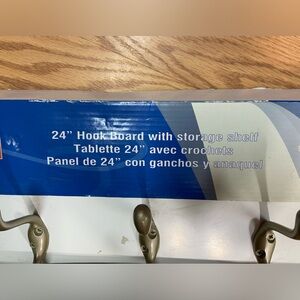 24" Hook Board with storage shelf
Tablette 24" avec crochets
Panel de 24" con ganchos y anaquel